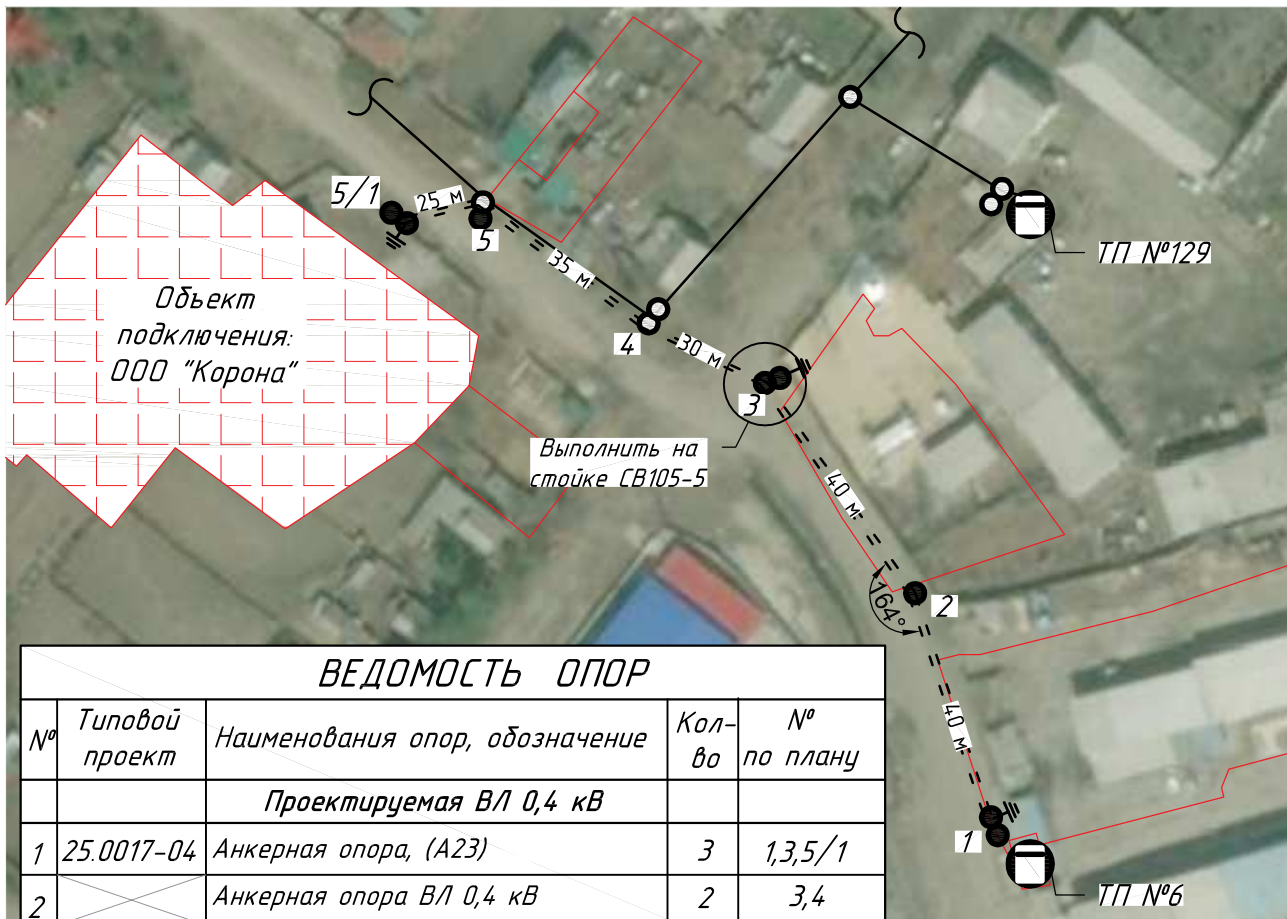 5/1
25 м
5
35 м
4
30 м
3
ТП №129
Объект
подключения:
ООО "Корона"
Выполнить на
стойке СВ105-5
40 м
2
164°
40 м
1
ТП №6
ВЕДОМОСТЬ ОПОР
№
Типовой
проект
Наименования опор, обозначение
Кол-
во
№
по плану
Проектируемая ВЛ 0,4 кВ
1 25.0017-04 Анкерная опора, (А23) 3 1,3,5/1
2 Анкерная опора ВЛ 0,4 кВ 2 3,4